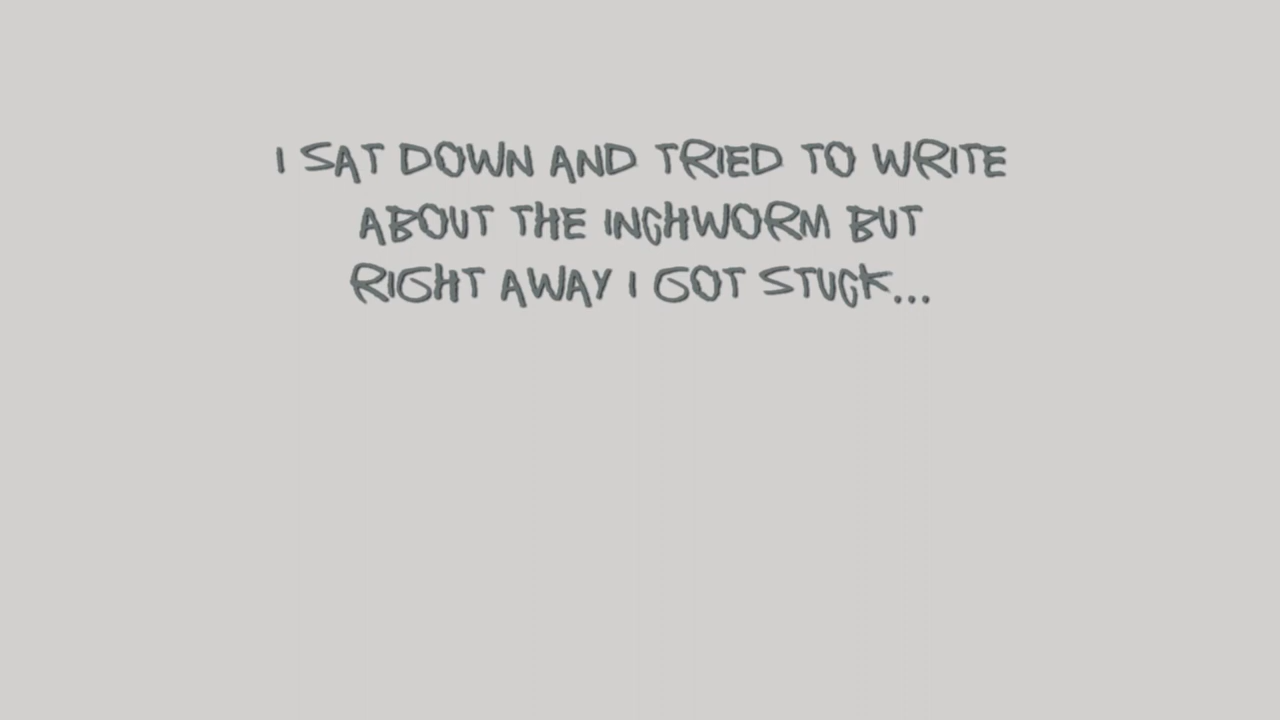 I SAT DOWN AND TRIED TO WRITE
ABOUT THE INCHWORM BUT
RIGHT AWAY I GOT STUCK...